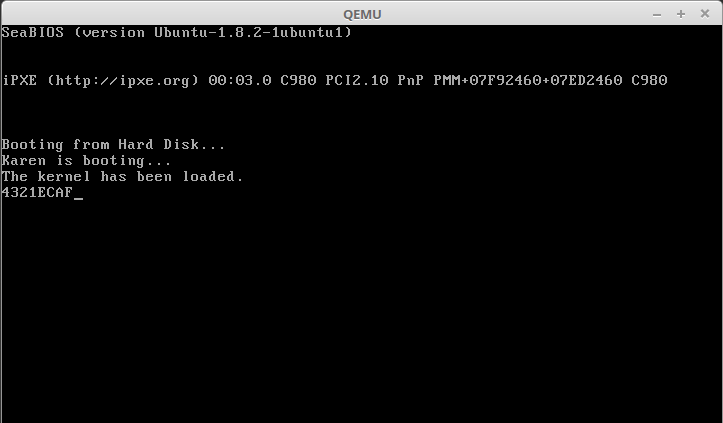 QEMU
SeaBIOS (version Ubuntu-1.8.2-1ubuntu1)
iPXE (http://ipxe.org) 00:03.0 C980 PCI2.10 PnP PMM+07F92460+07ED2460 C980
Booting from Hard Disk...
Karen is booting...
The kernel has been loaded.
4321ECAF_